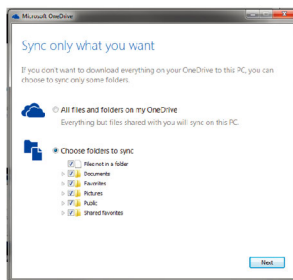 Microsoft OneDrive
Sync only what you want
If you don't want to download everything on your OneDrive to this PC, you can
choose to sync only some folders.
All files and folders on my OneDrive
Everything but files shared with you will sync on this PC.
Choose folders to sync
Files not in a folder
Documents
Favorites
Pictures
Public
Shared favorites
Next